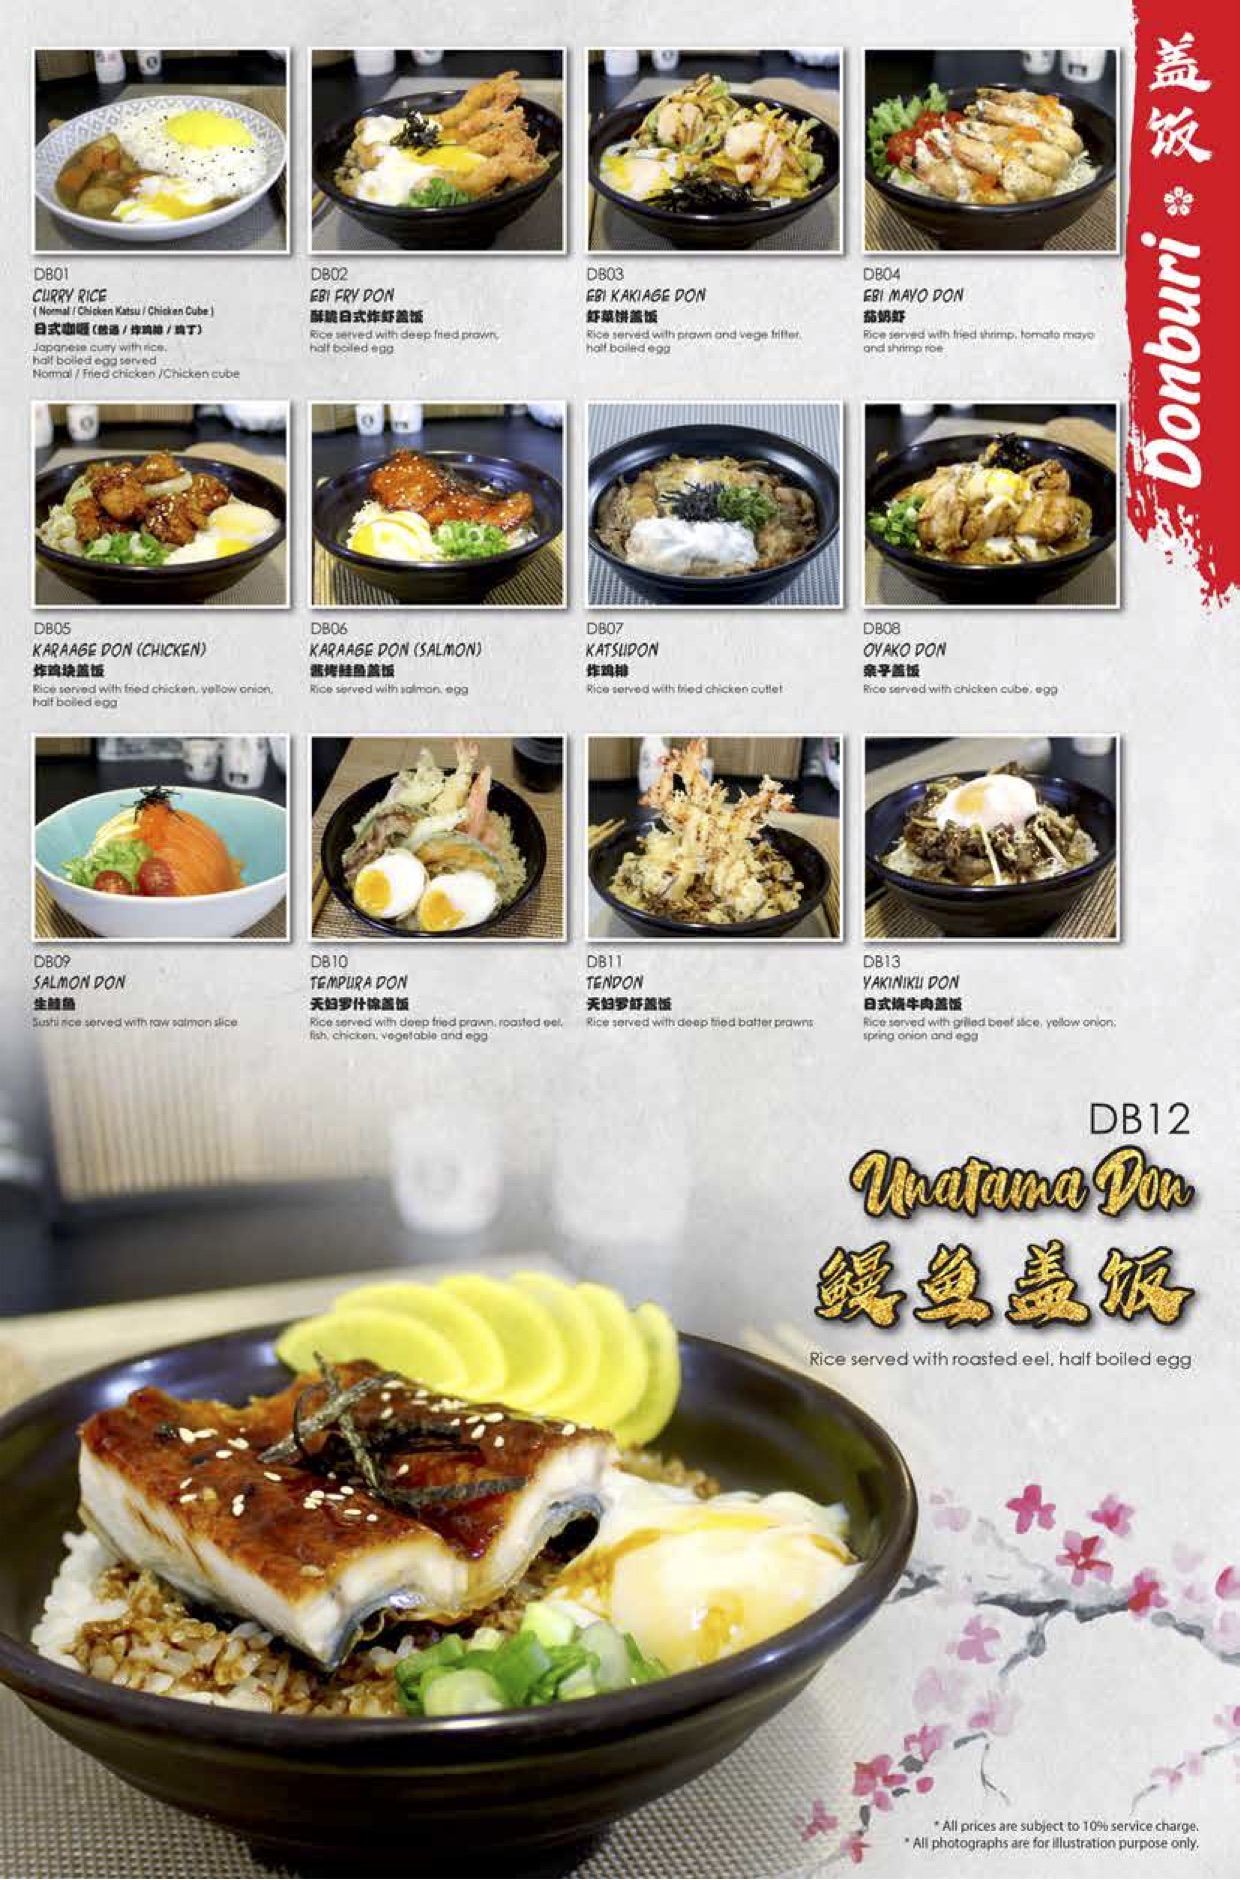 盖饭
Donburi
DB01
CURRY RICE
( Normal / Chicken Katsu / Chicken Cube )
日式咖喱 (普通 / 炸鸡排 / 鸡丁)
Japanese curry with rice,
half boiled egg served
Normal / Fried chicken /Chicken cube
DB02
EBI FRY DON
酥脆日式炸虾盖饭
Rice served with deep fried prawn,
half boiled egg
DB03
EBI KAKIAGE DON
虾菜饼盖饭
Rice served with prawn and vege fritter,
half boiled egg
DB04
EBI MAYO DON
茄奶虾
Rice served with fried shrimp, tomato mayo
and shrimp roe
DB05
KARAAGE DON (CHICKEN)
炸鸡块盖饭
Rice served with fried chicken, yellow onion,
half boiled egg
DB06
KARAAGE DON (SALMON)
酱烤鲑鱼盖饭
Rice served with salmon, egg
DB07
KATSUDON
炸鸡排
Rice served with fried chicken cutlet
DB08
OYAKO DON
亲子盖饭
Rice served with chicken cube, egg
DB09
SALMON DON
生鲑鱼
Sushi rice served with raw salmon slice
DB10
TEMPURA DON
天妇罗什锦盖饭
Rice served with deep fried prawn, roasted eel,
fish, chicken, vegetable and egg
DB11
TENDON
天妇罗虾盖饭
Rice served with deep fried batter prawns
DB13
YAKINIKU DON
日式烧牛肉盖饭
Rice served with grilled beef slice, yellow onion,
spring onion and egg
DB12
Unatama Don
鳗鱼盖饭
Rice served with roasted eel, half boiled egg
* All prices are subject to 10% service charge.
* All photographs are for illustration purpose only.